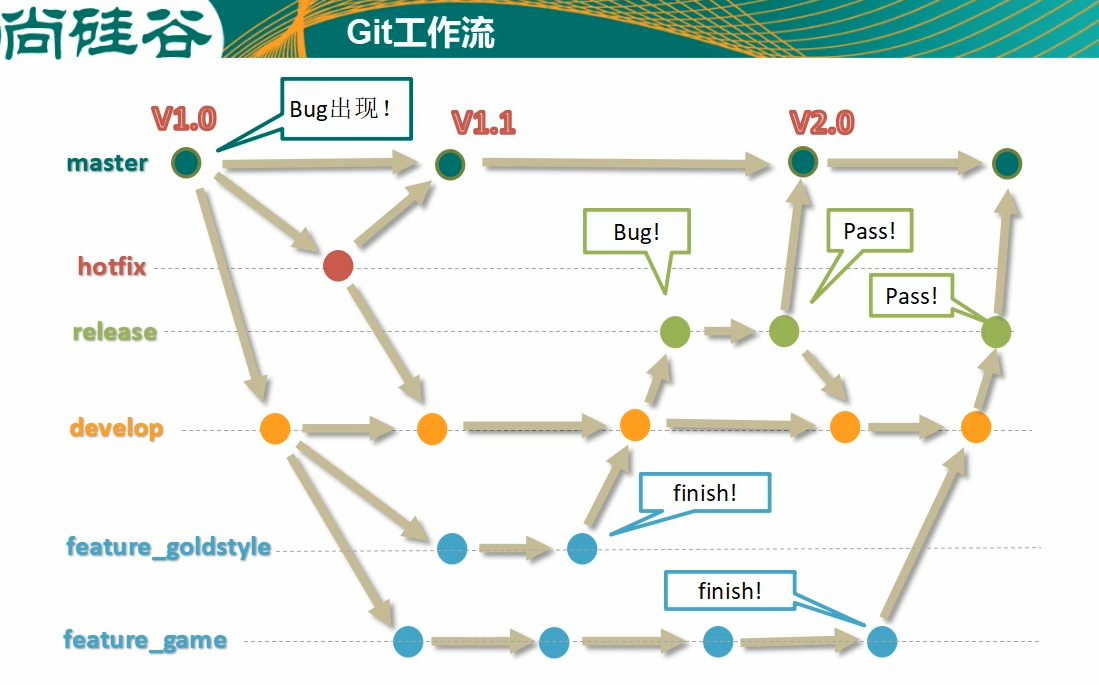 尚硅谷
Git工作流
V1.0
Bug出现！
V1.1
V2.0
master
Bug!
Pass!
hotfix
Pass!
release
develop
finish!
feature_goldstyle
finish!
feature_game